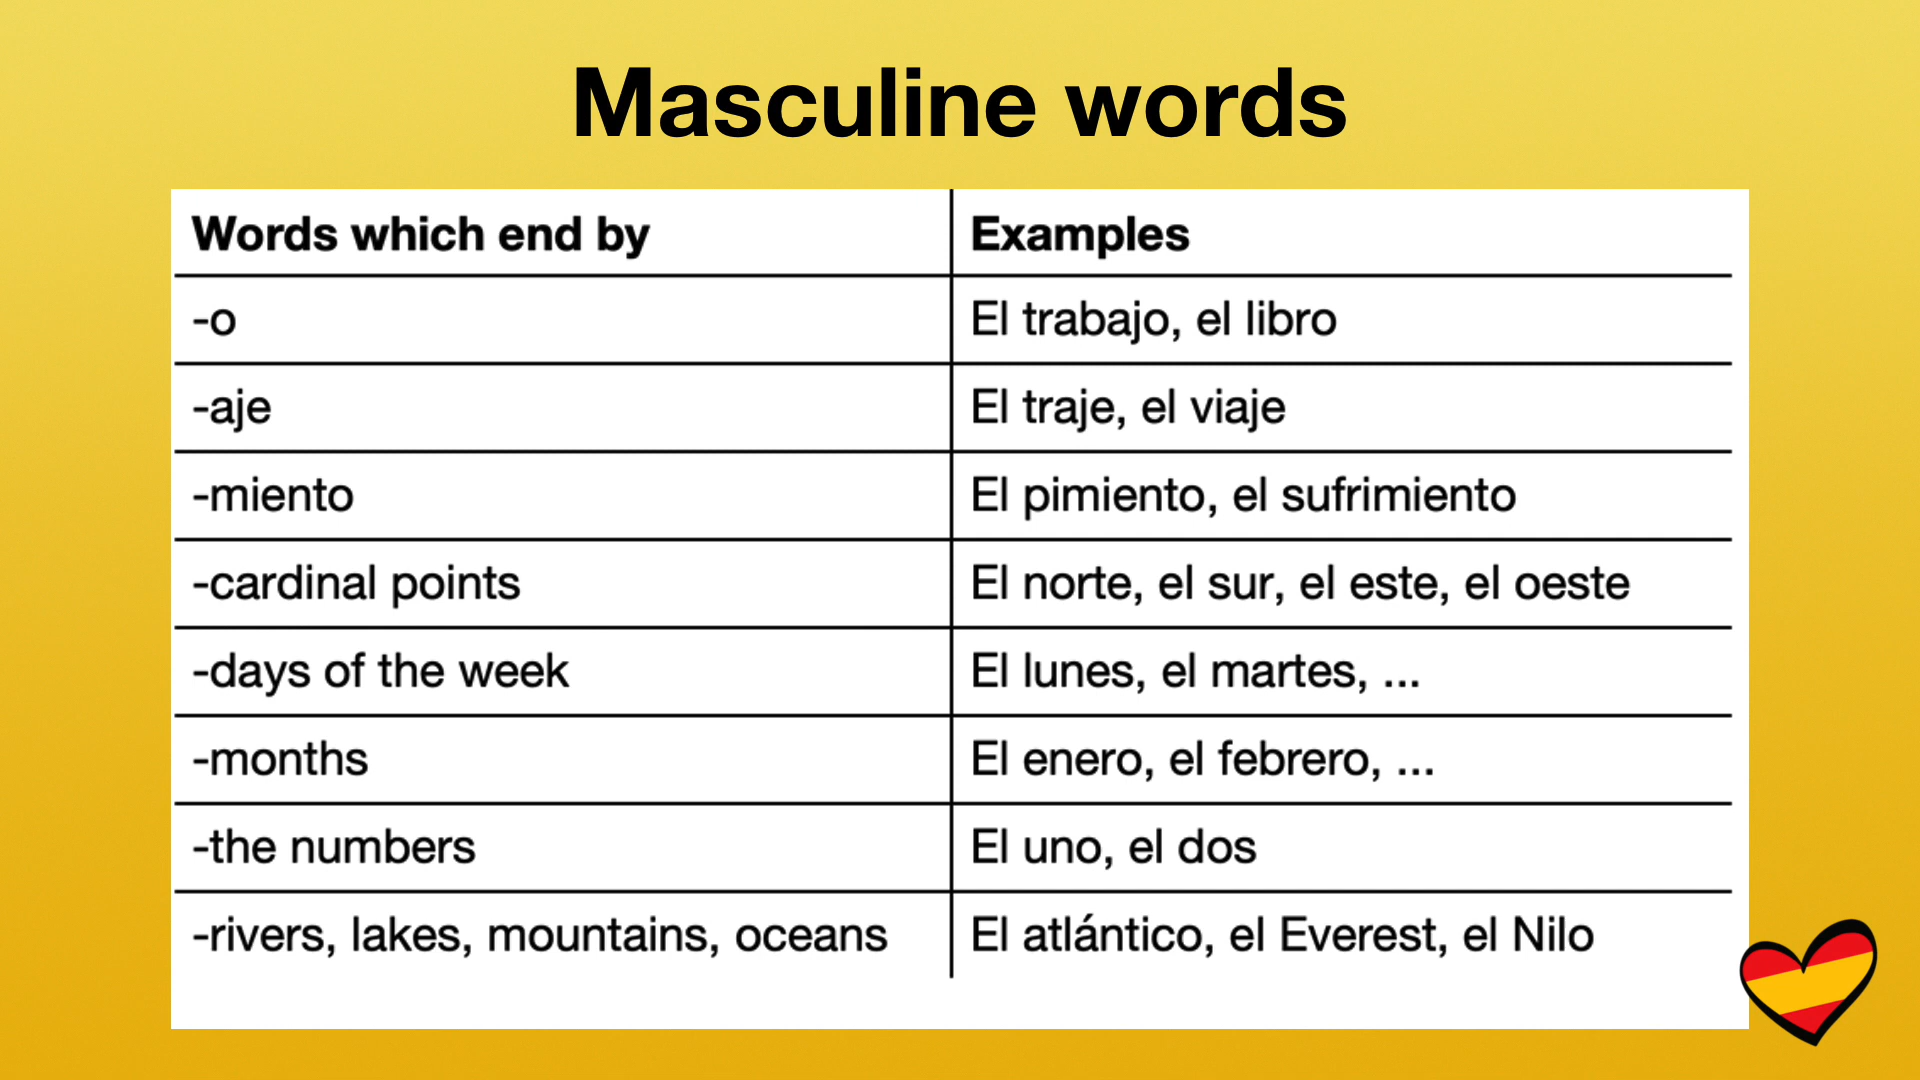 Masculine words
Words which end by Examples
-o El trabajo, el libro
-aje El traje, el viaje
-miento El pimiento, el sufrimiento
-cardinal points El norte, el sur, el este, el oeste
-days of the week El lunes, el martes, ...
-months El enero, el febrero, ...
-the numbers El uno, el dos
-rivers, lakes, mountains, oceans El atlántico, el Everest, el Nilo